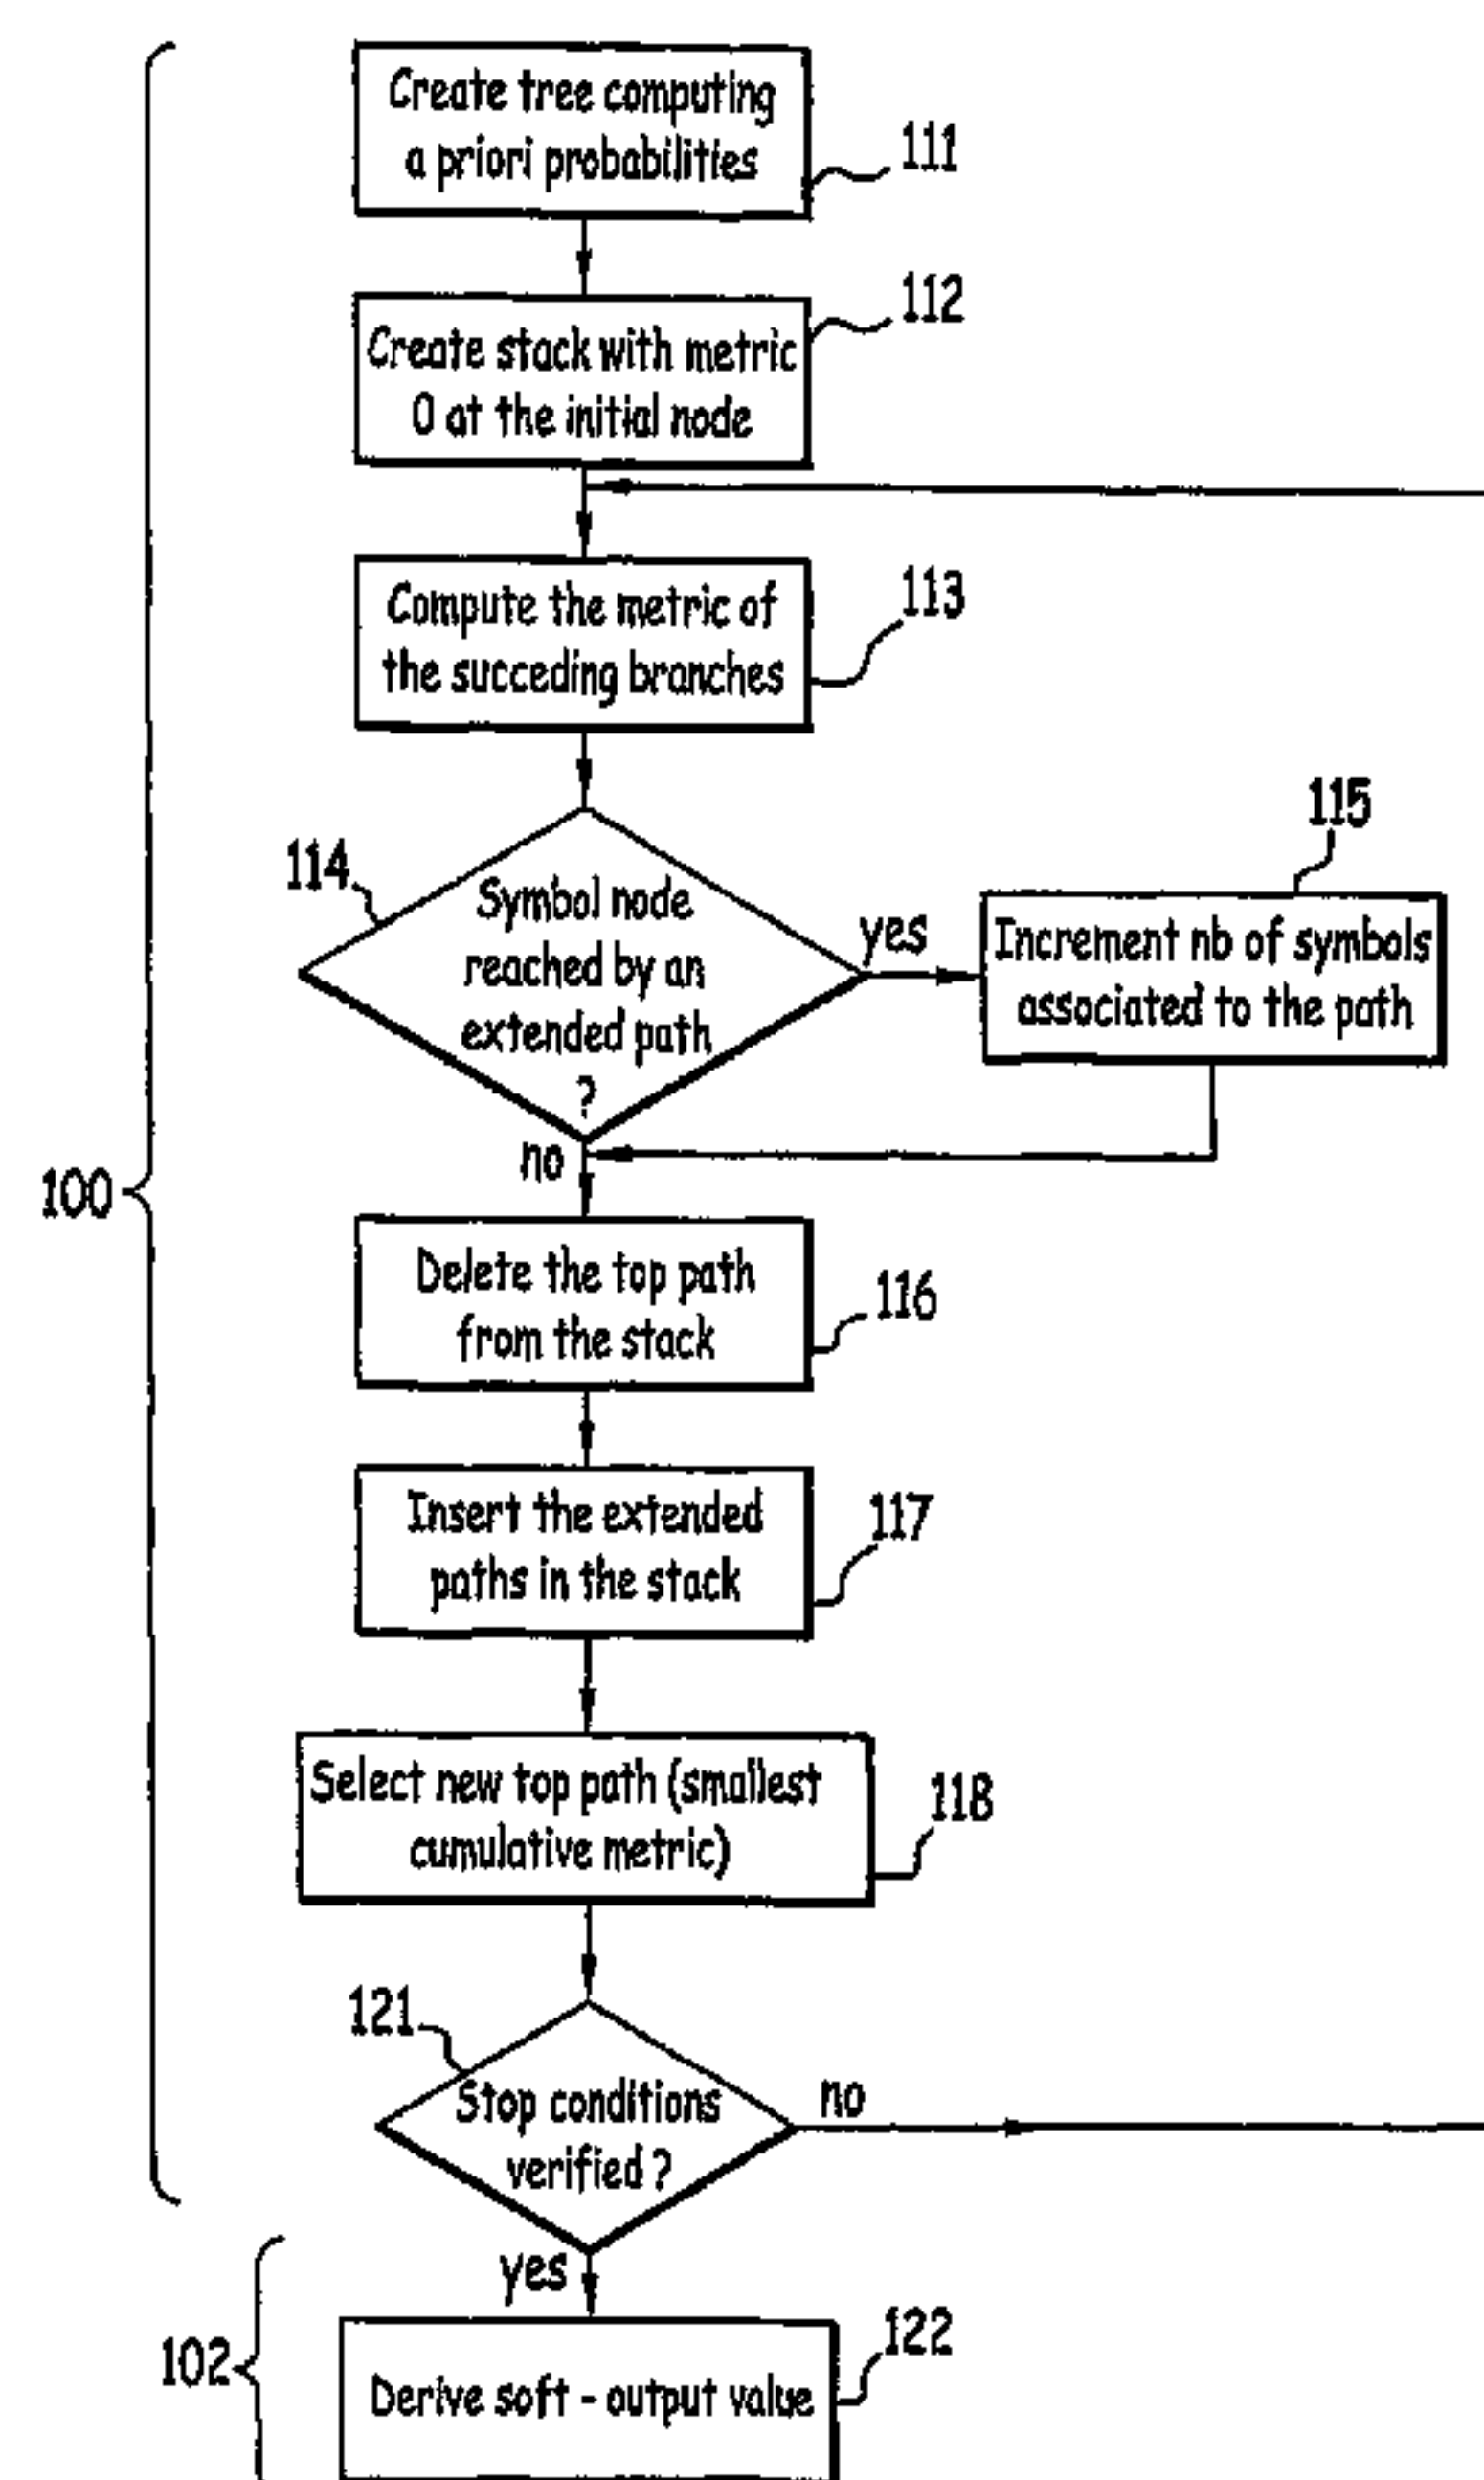 Create tree computing
a priori probabilities
111
Create stack with metric
0 at the initial node
112
Compute the metric of
the succeding branches
113
114
Symbol node
reached by an
extended path
?
yes
no
115
Increment nb of symbols
associated to the path
100
Delete the top path
from the stack
116
Insert the extended
paths in the stack
117
Select new top path (smallest
cumulative metric)
118
121
Stop conditions
verified ?
no
yes
102
122
Derive soft - output value